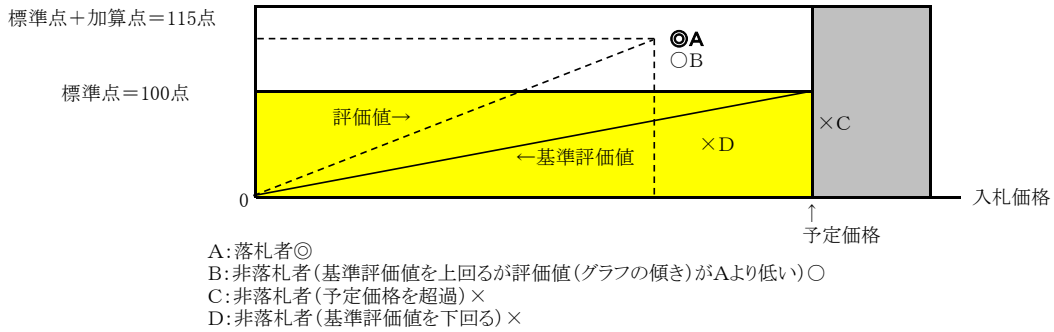 標準点＋加算点＝115点
◎A
○B
標準点＝100点
評価値→
×C
×D
←基準評価値
0
入札価格
↑
予定価格
A：落札者◎
B：非落札者（基準評価値を上回るが評価値（グラフの傾き）がAより低い）○
C：非落札者（予定価格を超過）×
D：非落札者（基準評価値を下回る）×